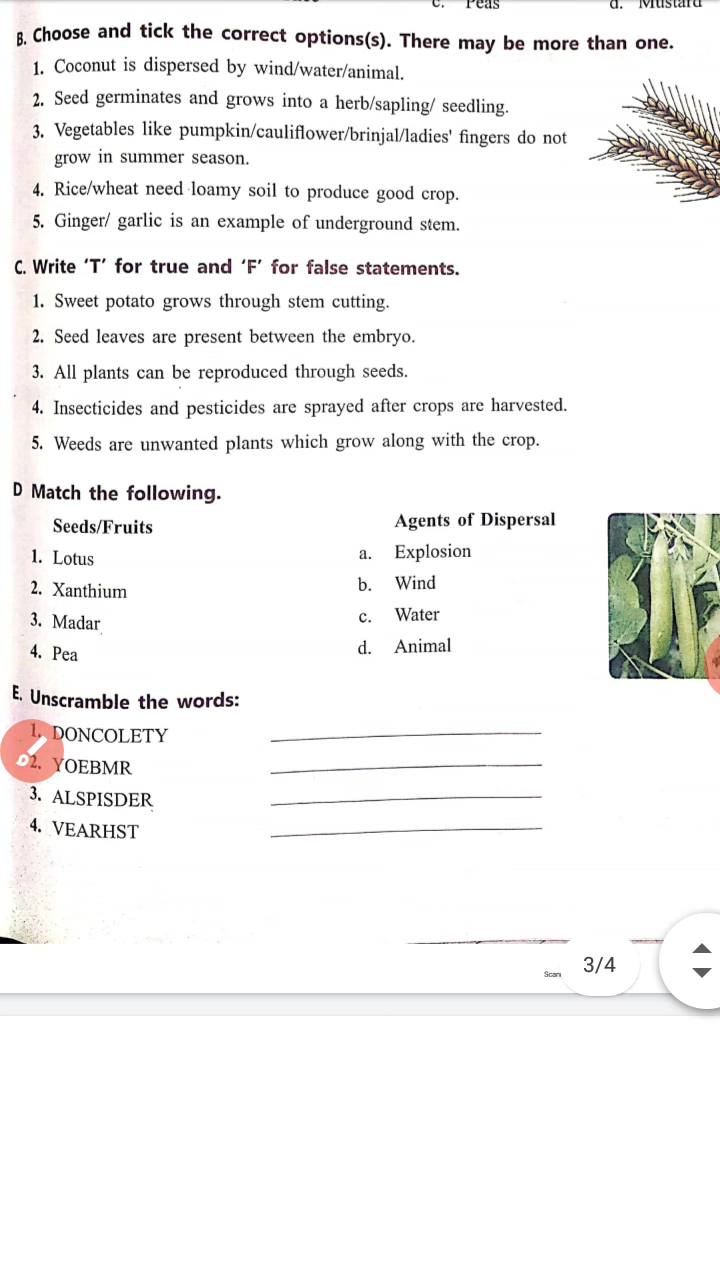 c. Peas d. Mustard
B. Choose and tick the correct options(s). There may be more than one.
1. Coconut is dispersed by wind/water/animal.
2. Seed germinates and grows into a herb/sapling/ seedling.
3. Vegetables like pumpkin/cauliflower/brinjal/ladies' fingers do not
grow in summer season.
4. Rice/wheat need loamy soil to produce good crop.
5. Ginger/ garlic is an example of underground stem.
C. Write ‘T’ for true and ‘F’ for false statements.
1. Sweet potato grows through stem cutting.
2. Seed leaves are present between the embryo.
3. All plants can be reproduced through seeds.
4. Insecticides and pesticides are sprayed after crops are harvested.
5. Weeds are unwanted plants which grow along with the crop.
D Match the following.
Seeds/Fruits Agents of Dispersal
1. Lotus a. Explosion
2. Xanthium b. Wind
3. Madar c. Water
4. Pea d. Animal
E. Unscramble the words:
1. DONCOLETY
2. YOEBMR
3. ALSPISDER
4. VEARHST
3/4
Scan